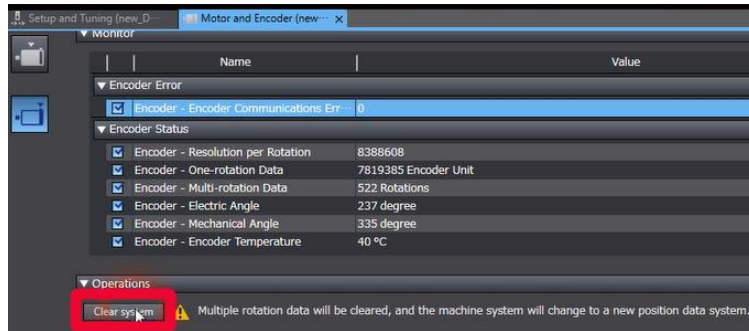 Setup and Tuning (new_D...
Motor and Encoder (new... x
Monitor
Name Value
Encoder Error
Encoder - Encoder Communications Err... 0
Encoder Status
Encoder - Resolution per Rotation 8388608
Encoder - One-rotation Data 7819385 Encoder Unit
Encoder - Multi-rotation Data 522 Rotations
Encoder - Electric Angle 237 degree
Encoder - Mechanical Angle 335 degree
Encoder - Encoder Temperature 40 °C
Operations
Clear system Multiple rotation data will be cleared, and the machine system will change to a new position data system.